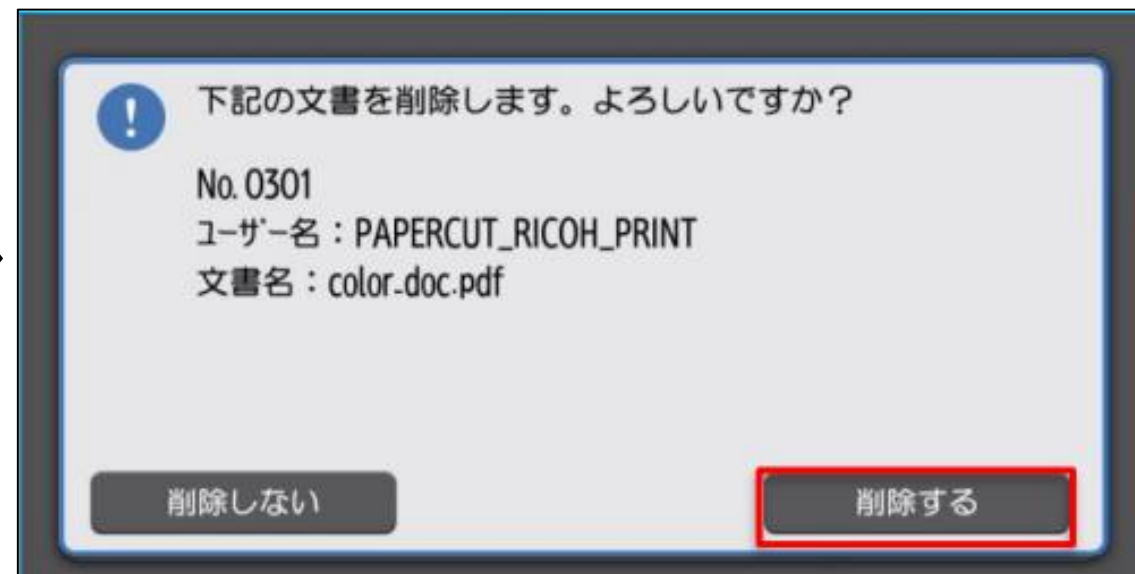 下記の文書を削除します。よろしいですか？
No. 0301
ﾕｰｻﾞｰ名：PAPERCUT_RICOH_PRINT
文書名：color-doc.pdf
削除しない
削除する